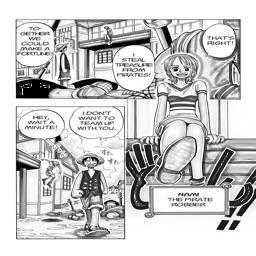 THAT'S
RIGHT!
I
STEAL
TREASURE
FROM
PIRATES!
TO-
GETHER WE
COULD
MAKE A
FORTUNE!
NAMI
THE PIRATE
ROBBER
I DON'T
WANT TO
TEAM UP
WITH YOU.
HEY,
WAIT A
MINUTE!
!!